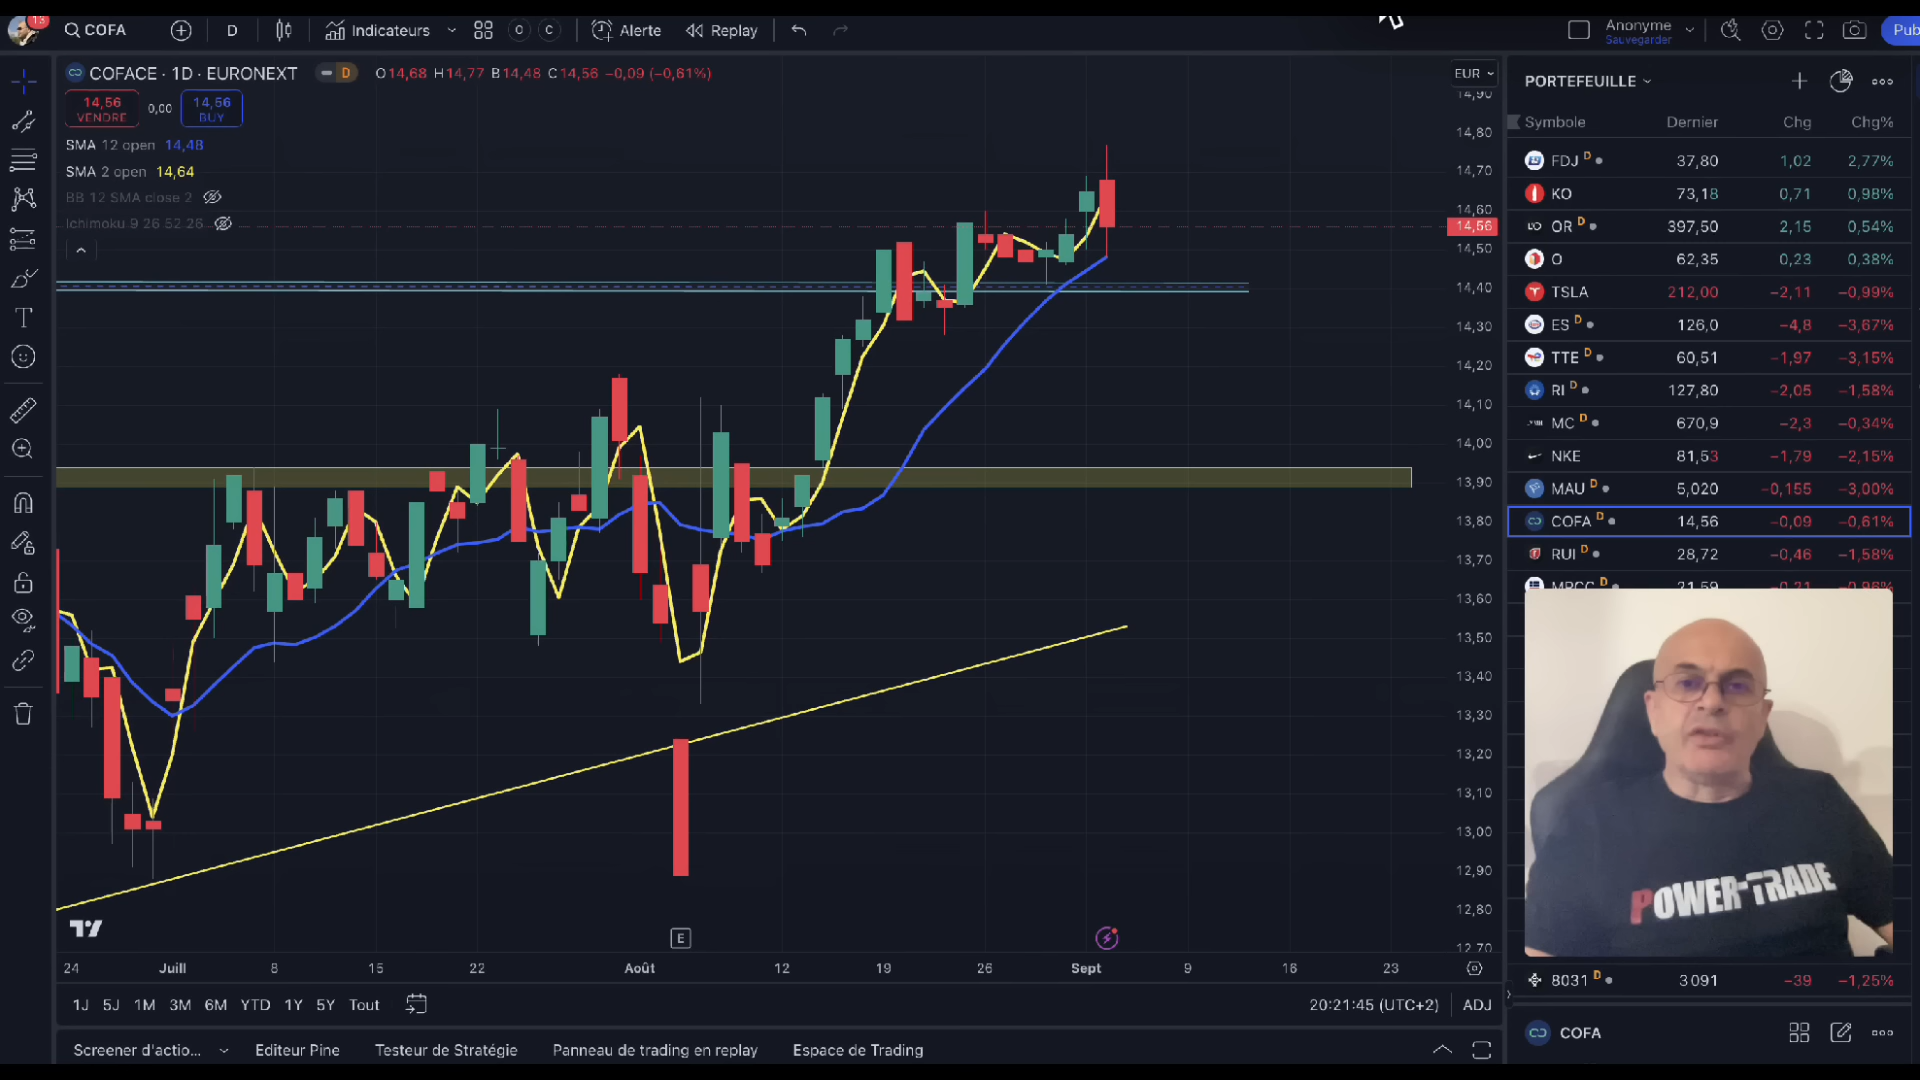 13
COFA
D
Indicateurs
O C
Alerte
Replay
Anonyme
Sauvegarder
Pub
COFACE · 1D · EURONEXT
D
O14,68 H14,77 B14,48 C14,56 −0,09 (−0,61%)
14,56
VENDRE
0,00
14,56
BUY
SMA 12 open 14,48
SMA 2 open 14,64
BB 12 SMA close 2
Ichimoku 9 26 52 26
EUR
14,90
14,80
14,70
14,60
14,56
14,50
14,40
14,30
14,20
14,10
14,00
13,90
13,80
13,70
13,60
13,50
13,40
13,30
13,20
13,10
13,00
12,90
12,80
12,70
E
24 Juill 8 15 22 Août 12 19 26 Sept 9 16 23
1J 5J 1M 3M 6M YTD 1Y 5Y Tout
20:21:45 (UTC+2) ADJ
Screener d'actio... Editeur Pine Testeur de Stratégie Panneau de trading en replay Espace de Trading
PORTEFEUILLE
Symbole Dernier Chg Chg%
FDJ D 37,80 1,02 2,77%
KO 73,18 0,71 0,98%
OR D 397,50 2,15 0,54%
O 62,35 0,23 0,38%
TSLA 212,00 −2,11 −0,99%
ES D 126,0 −4,8 −3,67%
TTE D 60,51 −1,97 −3,15%
RI D 127,80 −2,05 −1,58%
MC D 670,9 −2,3 −0,34%
NKE 81,53 −1,79 −2,15%
MAU D 5,020 −0,155 −3,00%
COFA D 14,56 −0,09 −0,61%
RUI D 28,72 −0,46 −1,58%
D 21,59 −0,21 −0,96%
POWER-TRADE
8031 D 3 091 −39 −1,25%
COFA